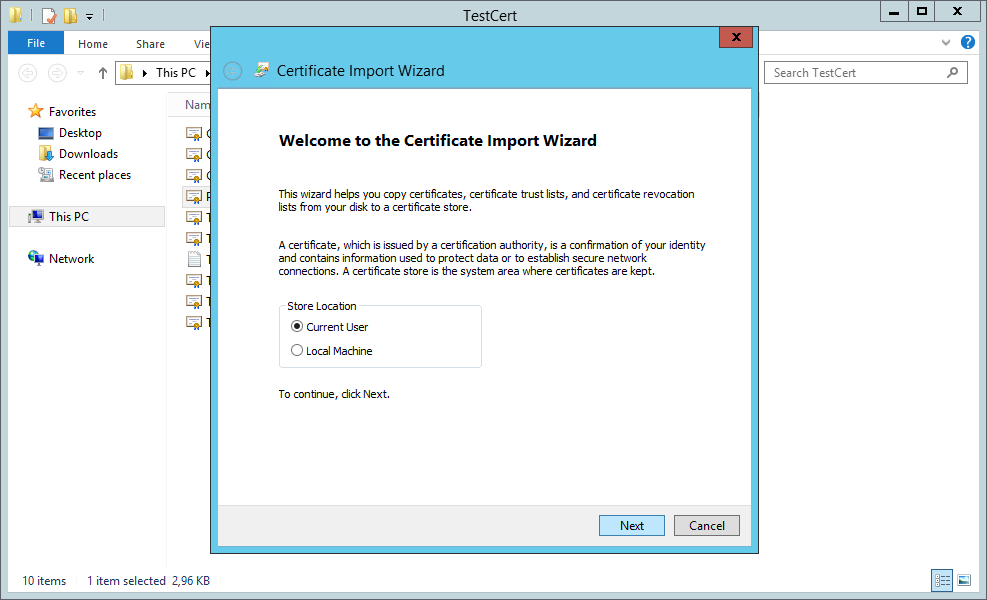 TestCert
File Home Share Vie
This PC
Search TestCert
Certificate Import Wizard
Nam
Favorites
Desktop
Downloads
Recent places
This PC
Network
Welcome to the Certificate Import Wizard
This wizard helps you copy certificates, certificate trust lists, and certificate revocation
lists from your disk to a certificate store.
A certificate, which is issued by a certification authority, is a confirmation of your identity
and contains information used to protect data or to establish secure network
connections. A certificate store is the system area where certificates are kept.
Store Location
Current User
Local Machine
To continue, click Next.
Next Cancel
10 items 1 item selected 2,96 KB